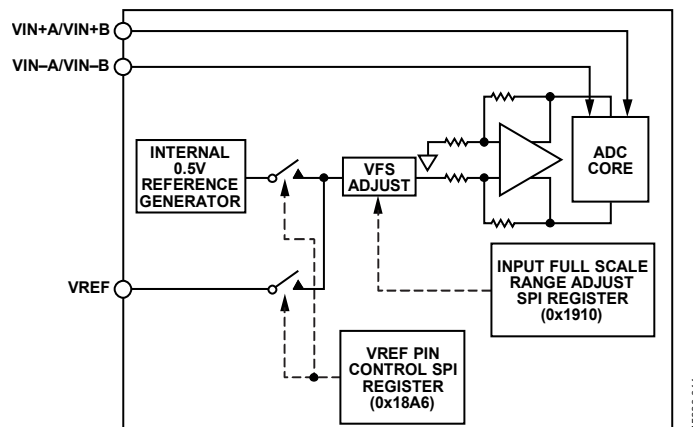 VIN+A/VIN+B
VIN–A/VIN–B
INTERNAL
0.5V
REFERENCE
GENERATOR
VFS
ADJUST
ADC
CORE
VREF
INPUT FULL SCALE
RANGE ADJUST
SPI REGISTER
(0x1910)
VREF PIN
CONTROL SPI
REGISTER
(0x18A6)